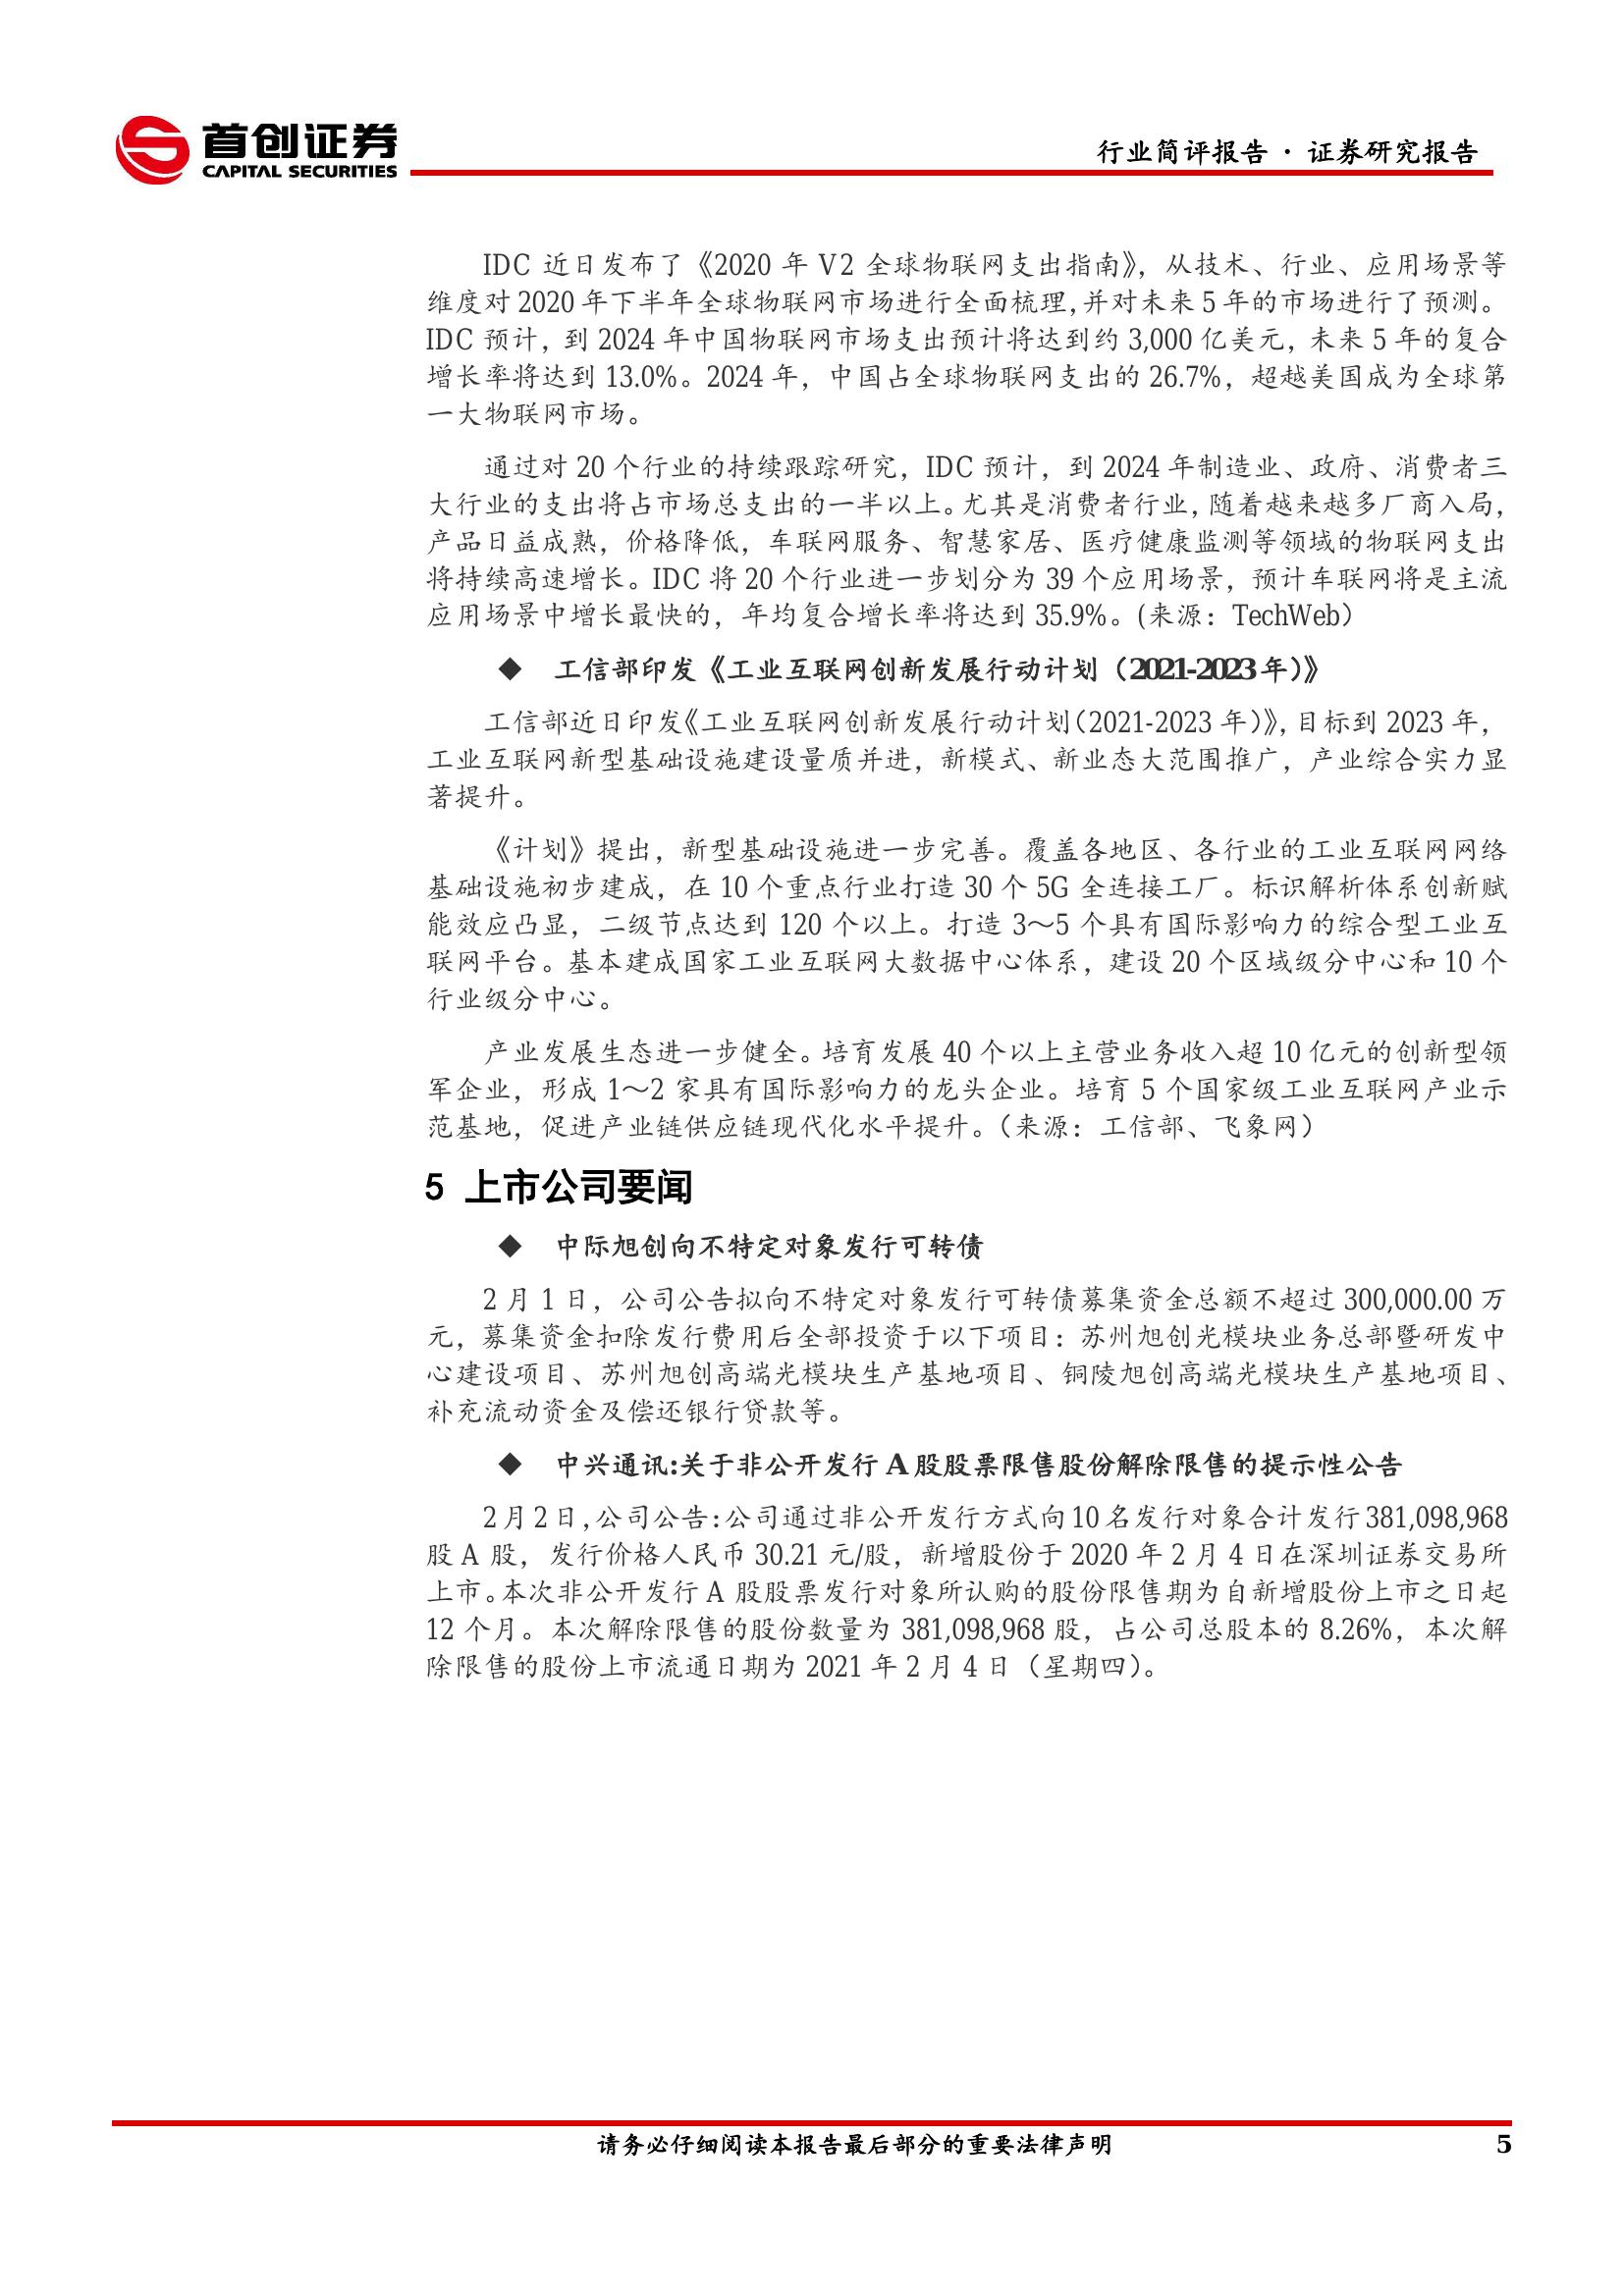 首创证券
CAPITAL SECURITIES
行业简评报告 · 证券研究报告
IDC 近日发布了《2020 年 V2 全球物联网支出指南》，从技术、行业、应用场景等
维度对 2020 年下半年全球物联网市场进行全面梳理，并对未来 5 年的市场进行了预测。
IDC 预计，到 2024 年中国物联网市场支出预计将达到约 3,000 亿美元，未来 5 年的复合
增长率将达到 13.0%。2024 年，中国占全球物联网支出的 26.7%，超越美国成为全球第
一大物联网市场。
通过对 20 个行业的持续跟踪研究，IDC 预计，到 2024 年制造业、政府、消费者三
大行业的支出将占市场总支出的一半以上。尤其是消费者行业，随着越来越多厂商入局，
产品日益成熟，价格降低，车联网服务、智慧家居、医疗健康监测等领域的物联网支出
将持续高速增长。IDC 将 20 个行业进一步划分为 39 个应用场景，预计车联网将是主流
应用场景中增长最快的，年均复合增长率将达到 35.9%。(来源：TechWeb）
◆ 工信部印发《工业互联网创新发展行动计划（2021-2023 年）》
工信部近日印发《工业互联网创新发展行动计划（2021-2023 年）》，目标到 2023 年，
工业互联网新型基础设施建设量质并进，新模式、新业态大范围推广，产业综合实力显
著提升。
《计划》提出，新型基础设施进一步完善。覆盖各地区、各行业的工业互联网网络
基础设施初步建成，在 10 个重点行业打造 30 个 5G 全连接工厂。标识解析体系创新赋
能效应凸显，二级节点达到 120 个以上。打造 3～5 个具有国际影响力的综合型工业互
联网平台。基本建成国家工业互联网大数据中心体系，建设 20 个区域级分中心和 10 个
行业级分中心。
产业发展生态进一步健全。培育发展 40 个以上主营业务收入超 10 亿元的创新型领
军企业，形成 1～2 家具有国际影响力的龙头企业。培育 5 个国家级工业互联网产业示
范基地，促进产业链供应链现代化水平提升。（来源：工信部、飞象网）
5 上市公司要闻
◆ 中际旭创向不特定对象发行可转债
2 月 1 日，公司公告拟向不特定对象发行可转债募集资金总额不超过 300,000.00 万
元，募集资金扣除发行费用后全部投资于以下项目：苏州旭创光模块业务总部暨研发中
心建设项目、苏州旭创高端光模块生产基地项目、铜陵旭创高端光模块生产基地项目、
补充流动资金及偿还银行贷款等。
◆ 中兴通讯:关于非公开发行 A 股股票限售股份解除限售的提示性公告
2 月 2 日，公司公告：公司通过非公开发行方式向 10 名发行对象合计发行 381,098,968
股 A 股，发行价格人民币 30.21 元/股，新增股份于 2020 年 2 月 4 日在深圳证券交易所
上市。本次非公开发行 A 股股票发行对象所认购的股份限售期为自新增股份上市之日起
12 个月。本次解除限售的股份数量为 381,098,968 股，占公司总股本的 8.26%，本次解
除限售的股份上市流通日期为 2021 年 2 月 4 日（星期四）。
请务必仔细阅读本报告最后部分的重要法律声明
5